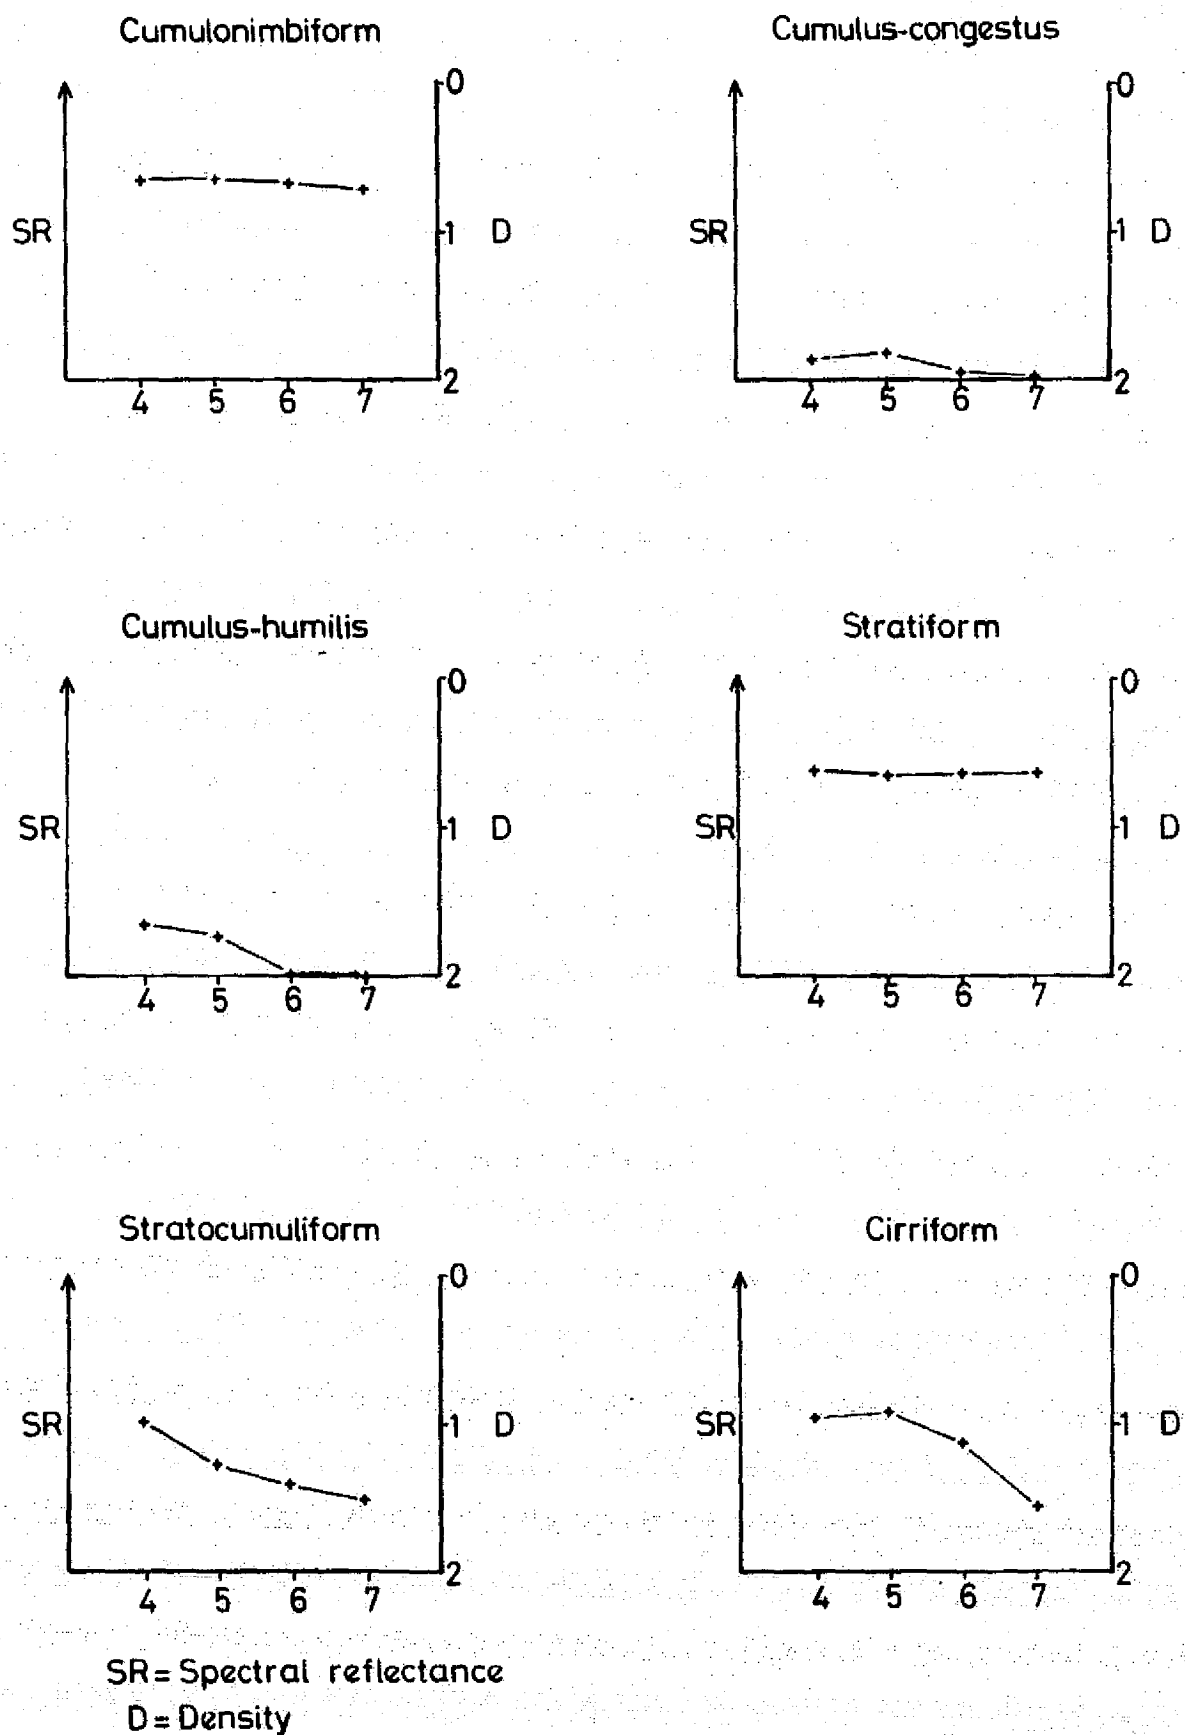 Cumulonimbiform
0
SR
1 D
2
4 5 6 7
Cumulus-congestus
0
SR
1 D
2
4 5 6 7
Cumulus-humilis
0
SR
1 D
2
4 5 6 7
Stratiform
0
SR
1 D
2
4 5 6 7
Stratocumuliform
0
SR
1 D
2
4 5 6 7
Cirriform
0
SR
1 D
2
4 5 6 7
SR = Spectral reflectance
D = Density